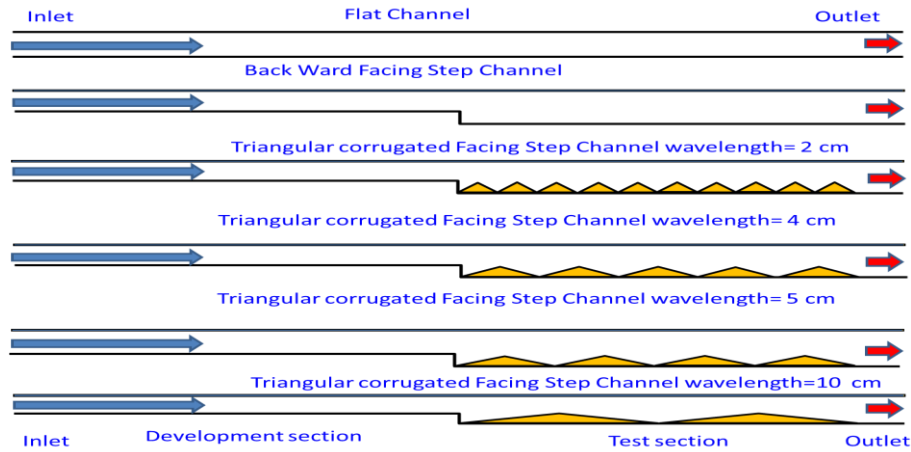 Inlet Flat Channel Outlet
Back Ward Facing Step Channel
Triangular corrugated Facing Step Channel wavelength= 2 cm
Triangular corrugated Facing Step Channel wavelength= 4 cm
Triangular corrugated Facing Step Channel wavelength= 5 cm
Triangular corrugated Facing Step Channel wavelength=10 cm
Inlet Development section Test section Outlet